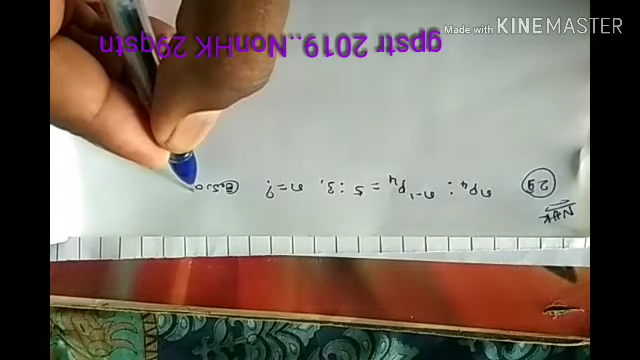 Made with KINEMASTER
gpstr 2019..NonHK 29qstn
NHK
29 nP₄ : n-1P₄ = 5 : 3, n = ?